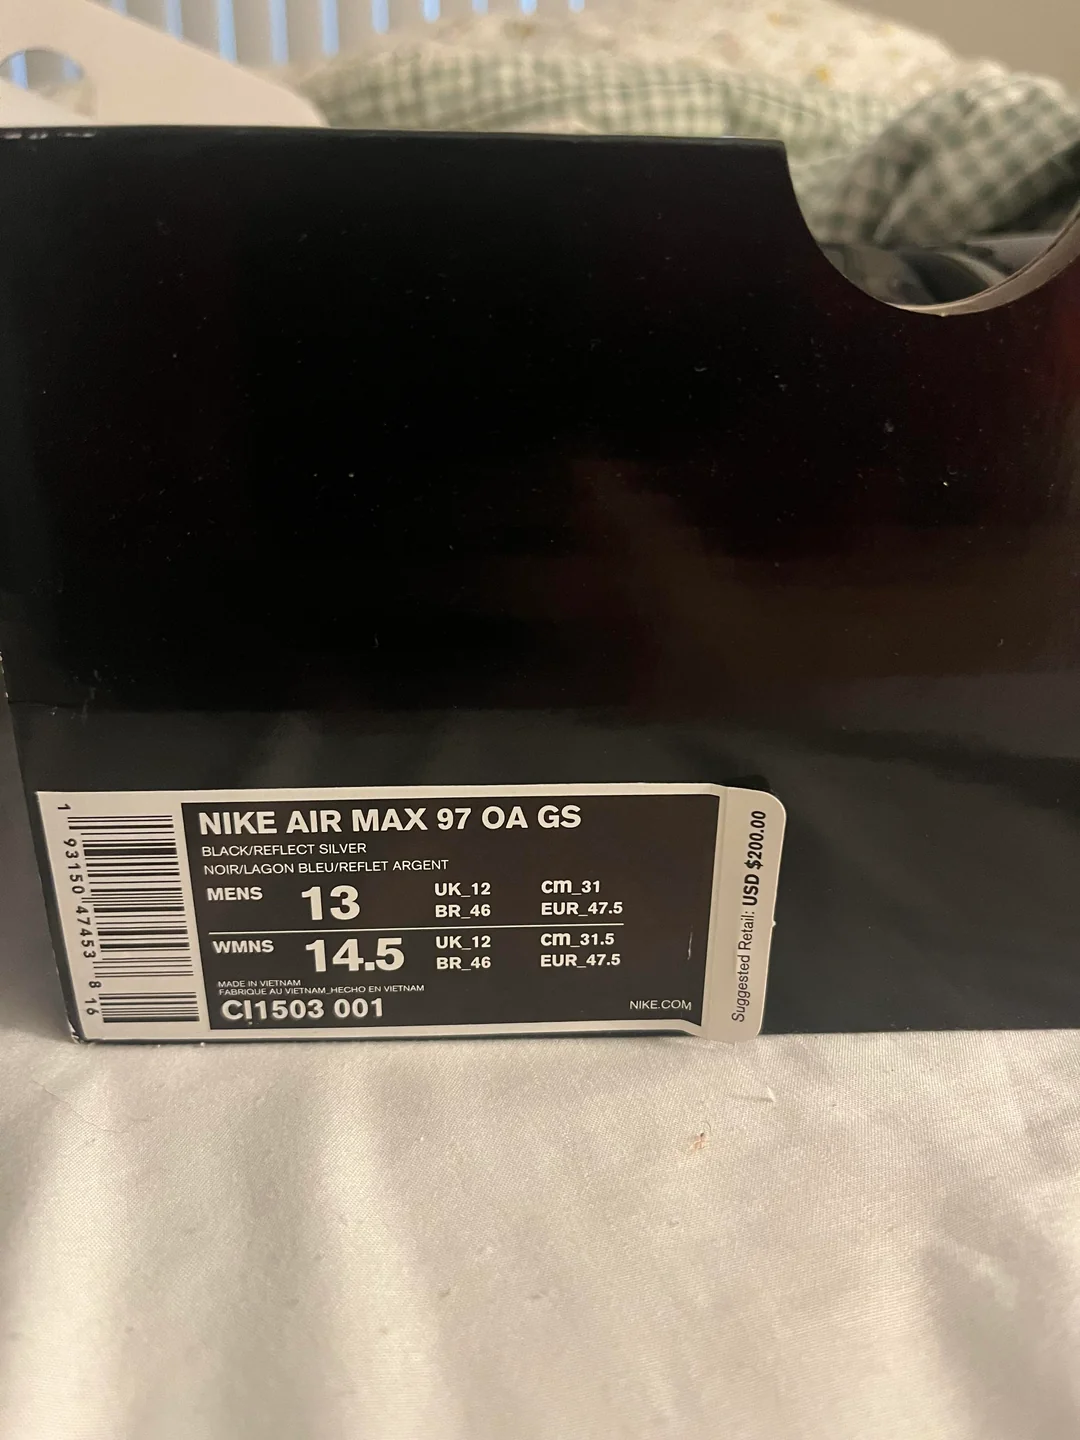 NIKE AIR MAX 97 OA GS
BLACK/REFLECT SILVER
NOIR/LAGON BLEU/REFLET ARGENT
MENS 13 UK_12 cm_31
BR_46 EUR_47.5
WMNS 14.5 UK_12 cm_31.5
BR_46 EUR_47.5
MADE IN VIETNAM
FABRIQUE AU VIETNAM_HECHO EN VIETNAM
CI1503 001
NIKE.COM
1 93150 47453 8 16
Suggested Retail: USD $200.00